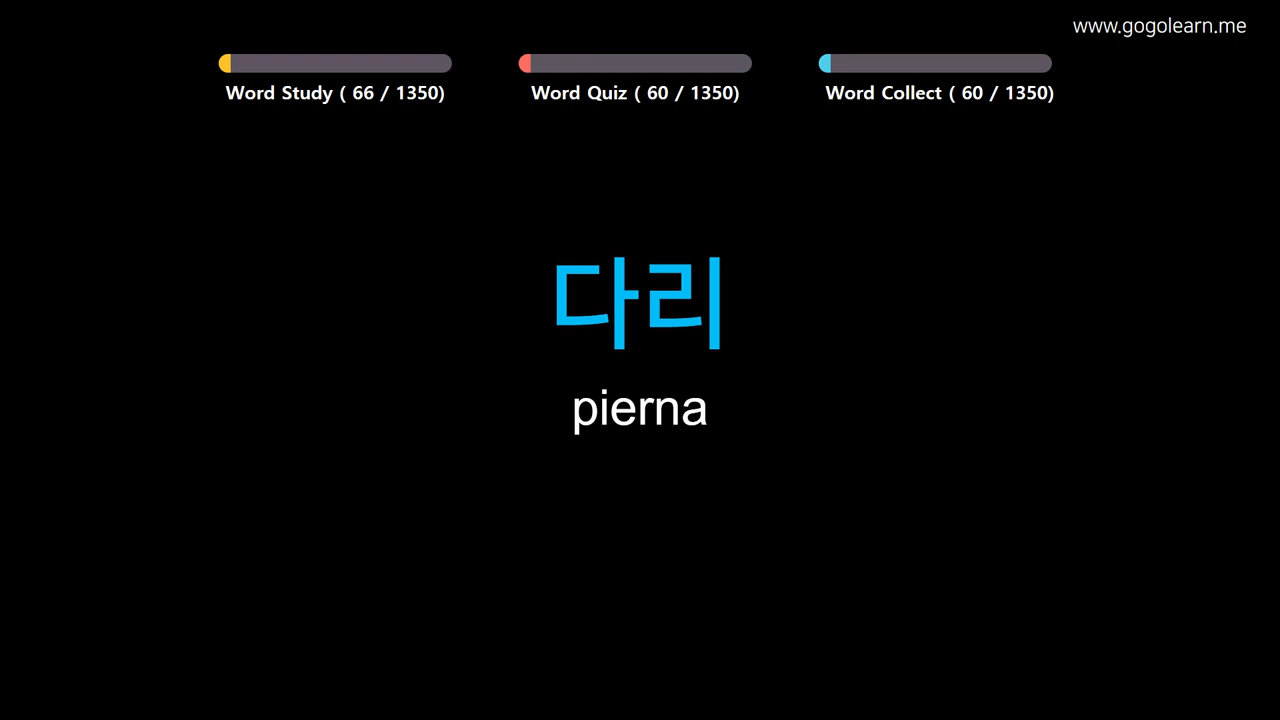 www.gogolearn.me
Word Study ( 66 / 1350)
Word Quiz ( 60 / 1350)
Word Collect ( 60 / 1350)
다리
pierna